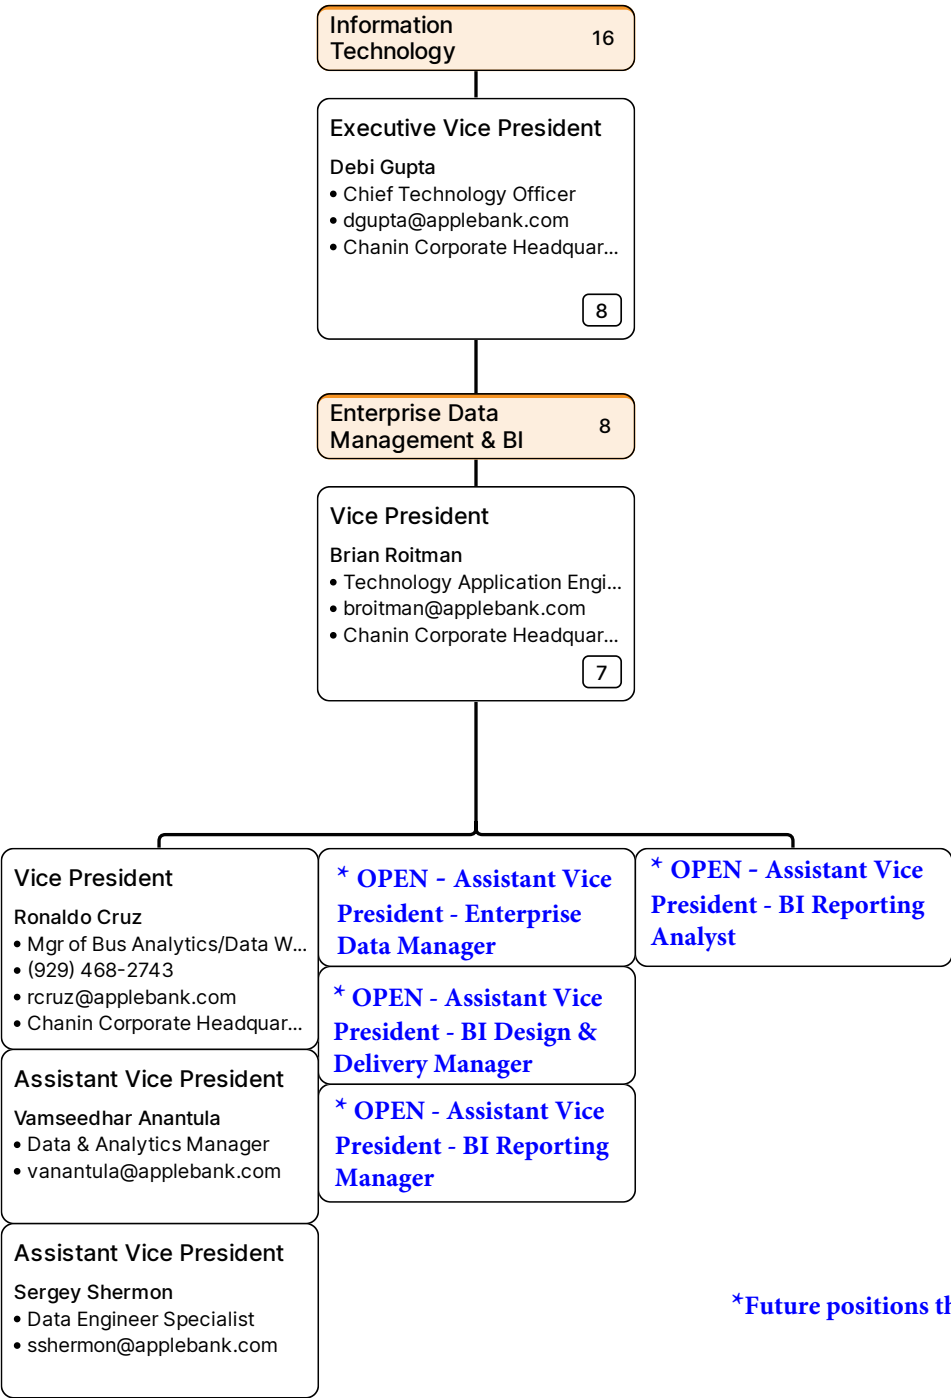 Information
Technology
16
Executive Vice President
Debi Gupta
• Chief Technology Officer
• dgupta@applebank.com
• Chanin Corporate Headquar...
8
Enterprise Data
Management & BI
8
Vice President
Brian Roitman
• Technology Application Engi...
• broitman@applebank.com
• Chanin Corporate Headquar...
7
Vice President
Ronaldo Cruz
• Mgr of Bus Analytics/Data W...
• (929) 468-2743
• rcruz@applebank.com
• Chanin Corporate Headquar...
Assistant Vice President
Vamseedhar Anantula
• Data & Analytics Manager
• vanantula@applebank.com
Assistant Vice President
Sergey Shermon
• Data Engineer Specialist
• sshermon@applebank.com
* OPEN - Assistant Vice
President - Enterprise
Data Manager
* OPEN - Assistant Vice
President - BI Design &
Delivery Manager
* OPEN - Assistant Vice
President - BI Reporting
Manager
* OPEN - Assistant Vice
President - BI Reporting
Analyst
*Future positions